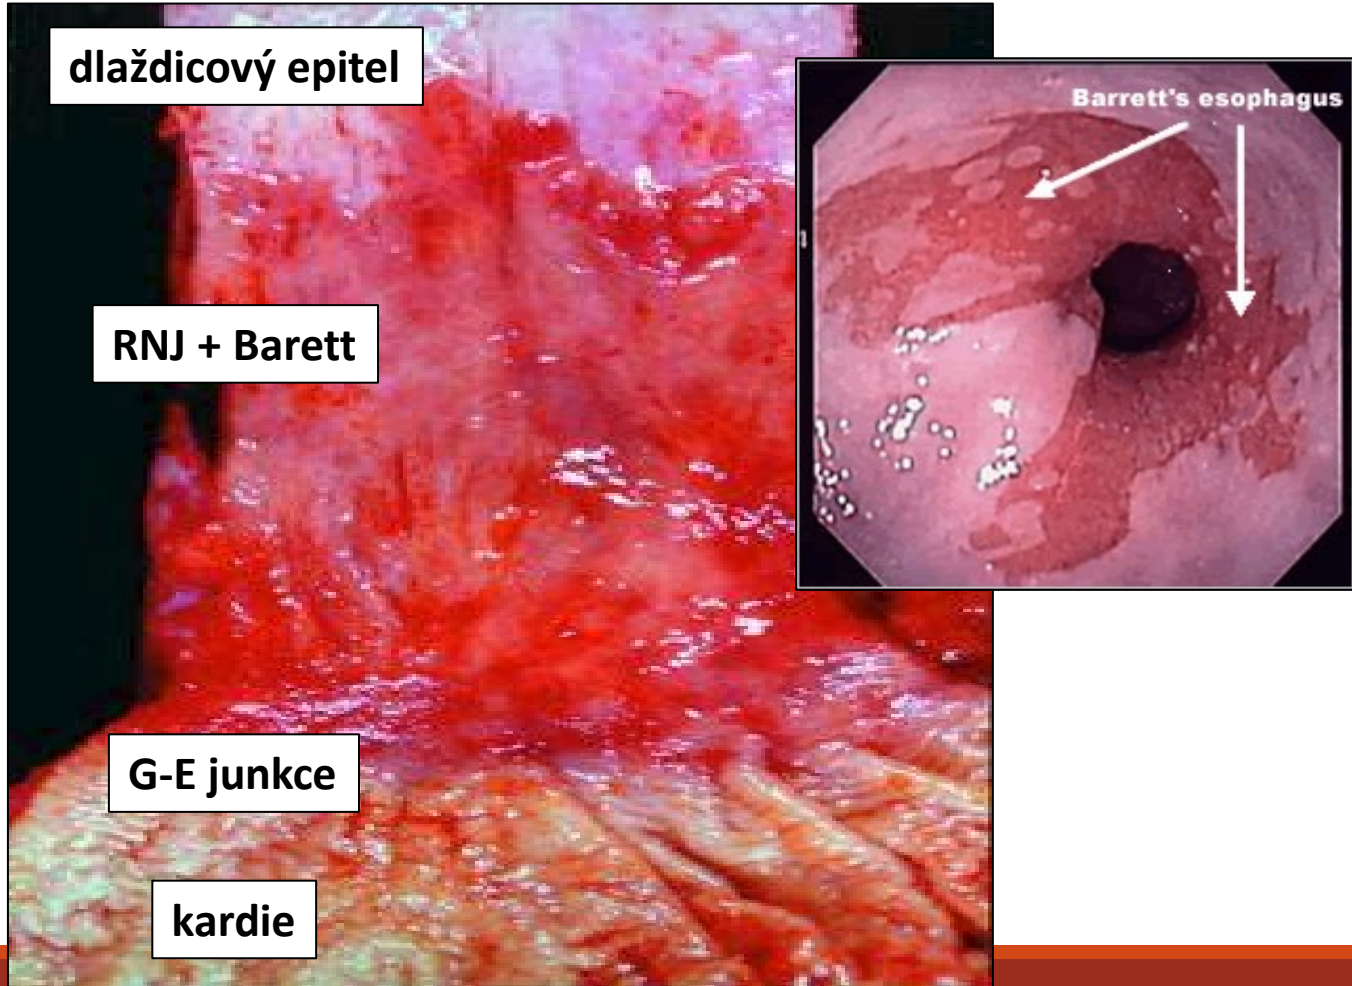 dlaždicový epitel
Barrett's esophagus
RNJ + Barett
G-E junkce
kardie